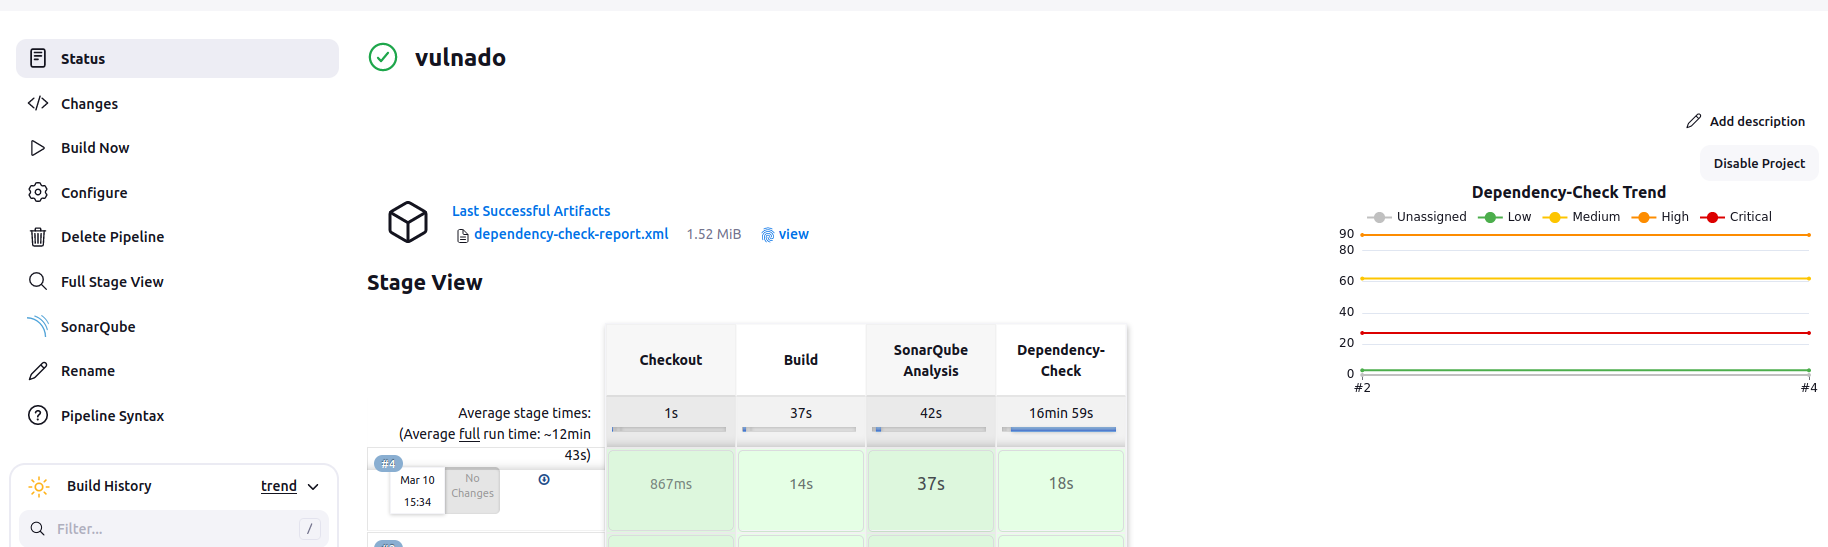 Status
Changes
Build Now
Configure
Delete Pipeline
Full Stage View
SonarQube
Rename
Pipeline Syntax
Build History
trend
Filter...
/
vulnado
Add description
Disable Project
Last Successful Artifacts
dependency-check-report.xml 1.52 MiB view
Stage View
Checkout
Build
SonarQube
Analysis
Dependency-
Check
Average stage times:
(Average full run time: ~12min
43s)
1s
37s
42s
16min 59s
#4
Mar 10
15:34
No
Changes
867ms
14s
37s
18s
Dependency-Check Trend
Unassigned Low Medium High Critical
90
80
60
40
20
0
#2 #4